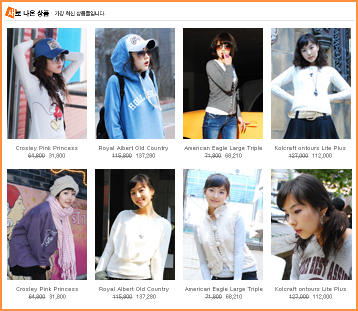 새로 나온 상품 가장 최신 상품들입니다.
Crosley Pink Princess Royal Albert Old Country American Eagle Large Triple Kolcraft ontours Lite Plus
64,800 31,800 115,800 137,280 71,800 68,210 127,000 112,000
Crosley Pink Princess Royal Albert Old Country American Eagle Large Triple Kolcraft ontours Lite Plus
64,800 31,800 115,800 137,280 71,800 68,210 127,000 112,000